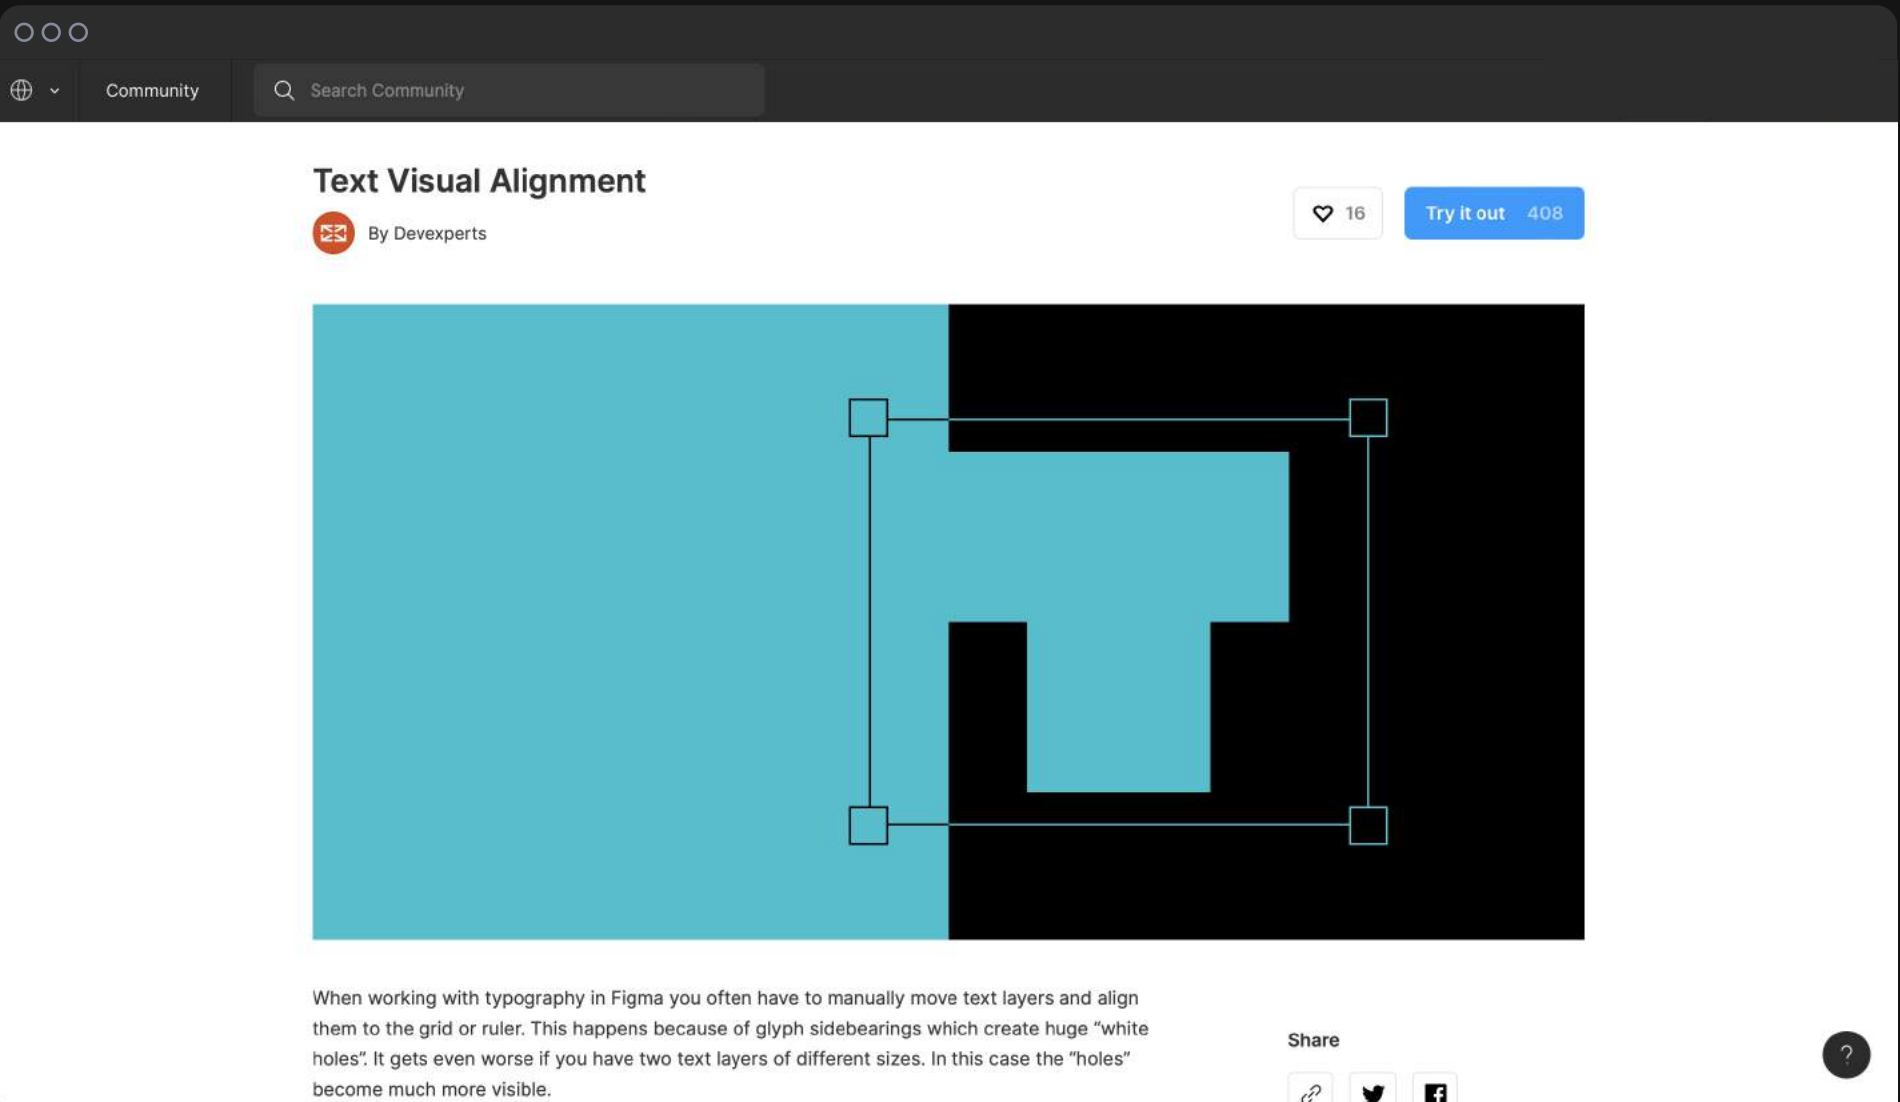 Community
Search Community
Text Visual Alignment
By Devexperts
16
Try it out 408
When working with typography in Figma you often have to manually move text layers and align
them to the grid or ruler. This happens because of glyph sidebearings which create huge “white
holes”. It gets even worse if you have two text layers of different sizes. In this case the “holes”
become much more visible.
Share
?